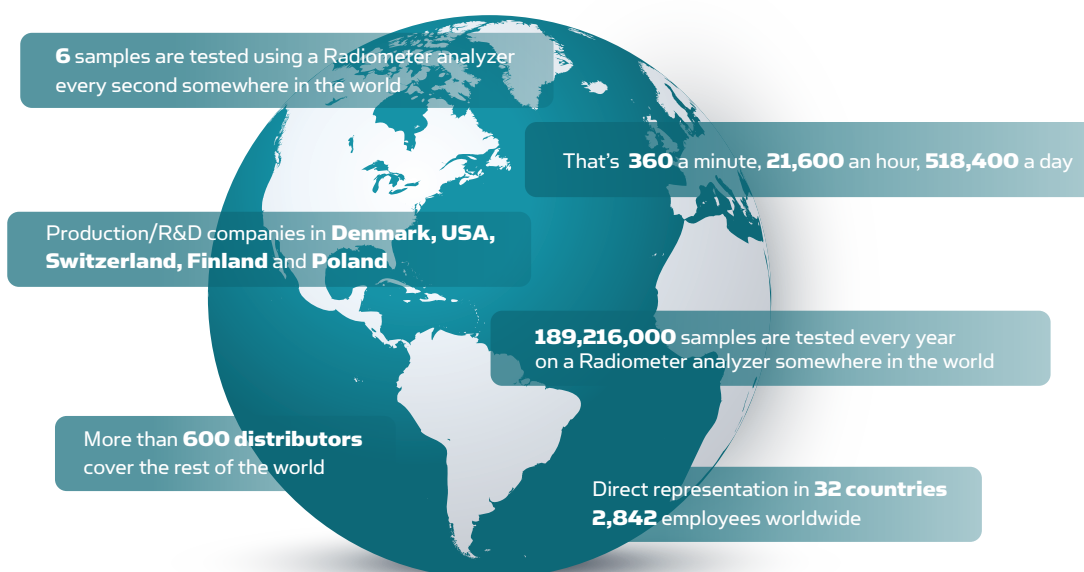 6 samples are tested using a Radiometer analyzer
every second somewhere in the world
That's 360 a minute, 21,600 an hour, 518,400 a day
Production/R&D companies in Denmark, USA,
Switzerland, Finland and Poland
189,216,000 samples are tested every year
on a Radiometer analyzer somewhere in the world
More than 600 distributors
cover the rest of the world
Direct representation in 32 countries
2,842 employees worldwide